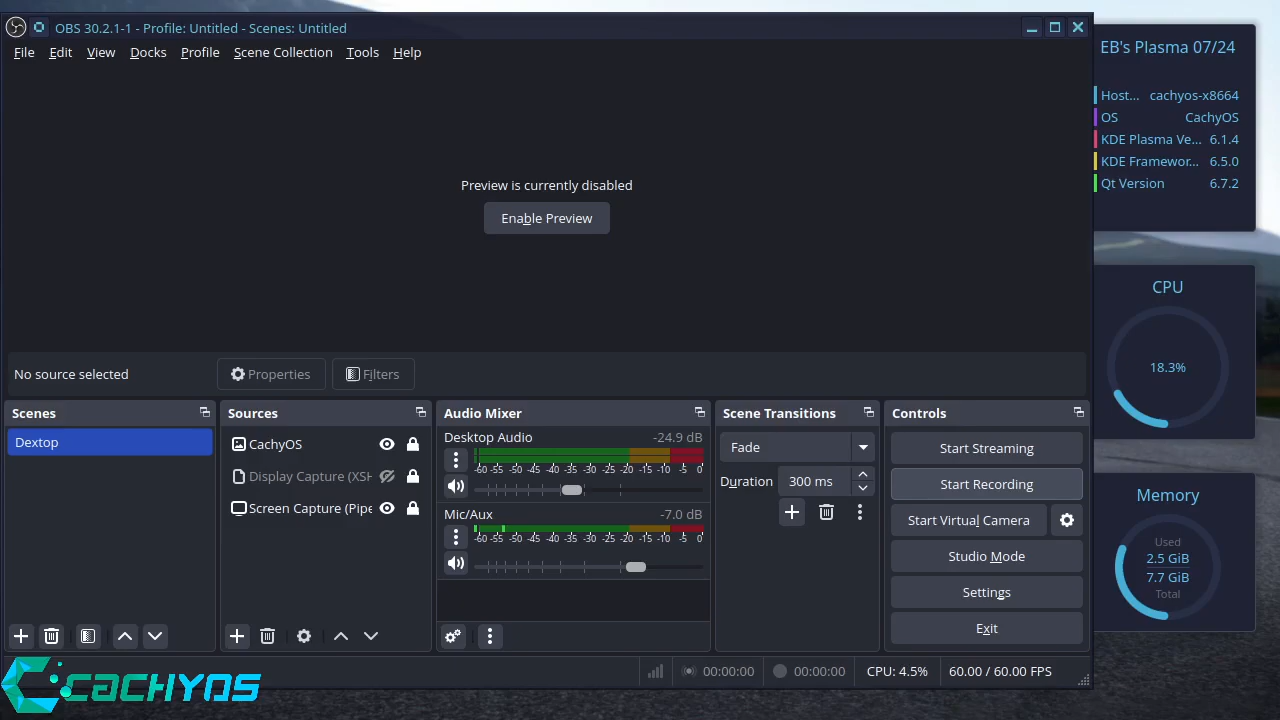 OBS 30.2.1-1 - Profile: Untitled - Scenes: Untitled
File Edit View Docks Profile Scene Collection Tools Help
Preview is currently disabled
Enable Preview
No source selected
Properties
Filters
Scenes
Dextop
Sources
CachyOS
Display Capture (XSH
Screen Capture (Pipe
Audio Mixer
Desktop Audio -24.9 dB
-60 -55 -50 -45 -40 -35 -30 -25 -20 -15 -10 -5 0
Mic/Aux -7.0 dB
-60 -55 -50 -45 -40 -35 -30 -25 -20 -15 -10 -5 0
Scene Transitions
Fade
Duration 300 ms
Controls
Start Streaming
Start Recording
Start Virtual Camera
Studio Mode
Settings
Exit
00:00:00 00:00:00 CPU: 4.5% 60.00 / 60.00 FPS
CACHYOS
EB's Plasma 07/24
Host... cachyos-x8664
OS CachyOS
KDE Plasma Ve... 6.1.4
KDE Framewor... 6.5.0
Qt Version 6.7.2
CPU
18.3%
Memory
Used
2.5 GiB
7.7 GiB
Total